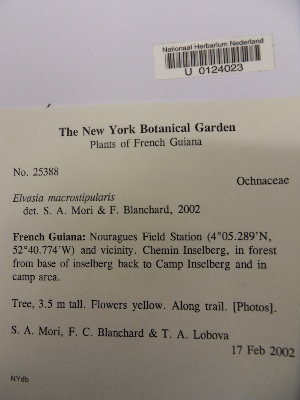 Nationaal Herbarium Nederland
U 0124023
The New York Botanical Garden
Plants of French Guiana
No. 25388
Ochnaceae
Elvasia macrostipularis
det. S. A. Mori & F. Blanchard, 2002
French Guiana: Nouragues Field Station (4°05.289'N,
52°40.774'W) and vicinity. Chemin Inselberg, in forest
from base of inselberg back to Camp Inselberg and in
camp area.
Tree, 3.5 m tall. Flowers yellow. Along trail. [Photos].
S. A. Mori, F. C. Blanchard & T. A. Lobova
17 Feb 2002
NYdb